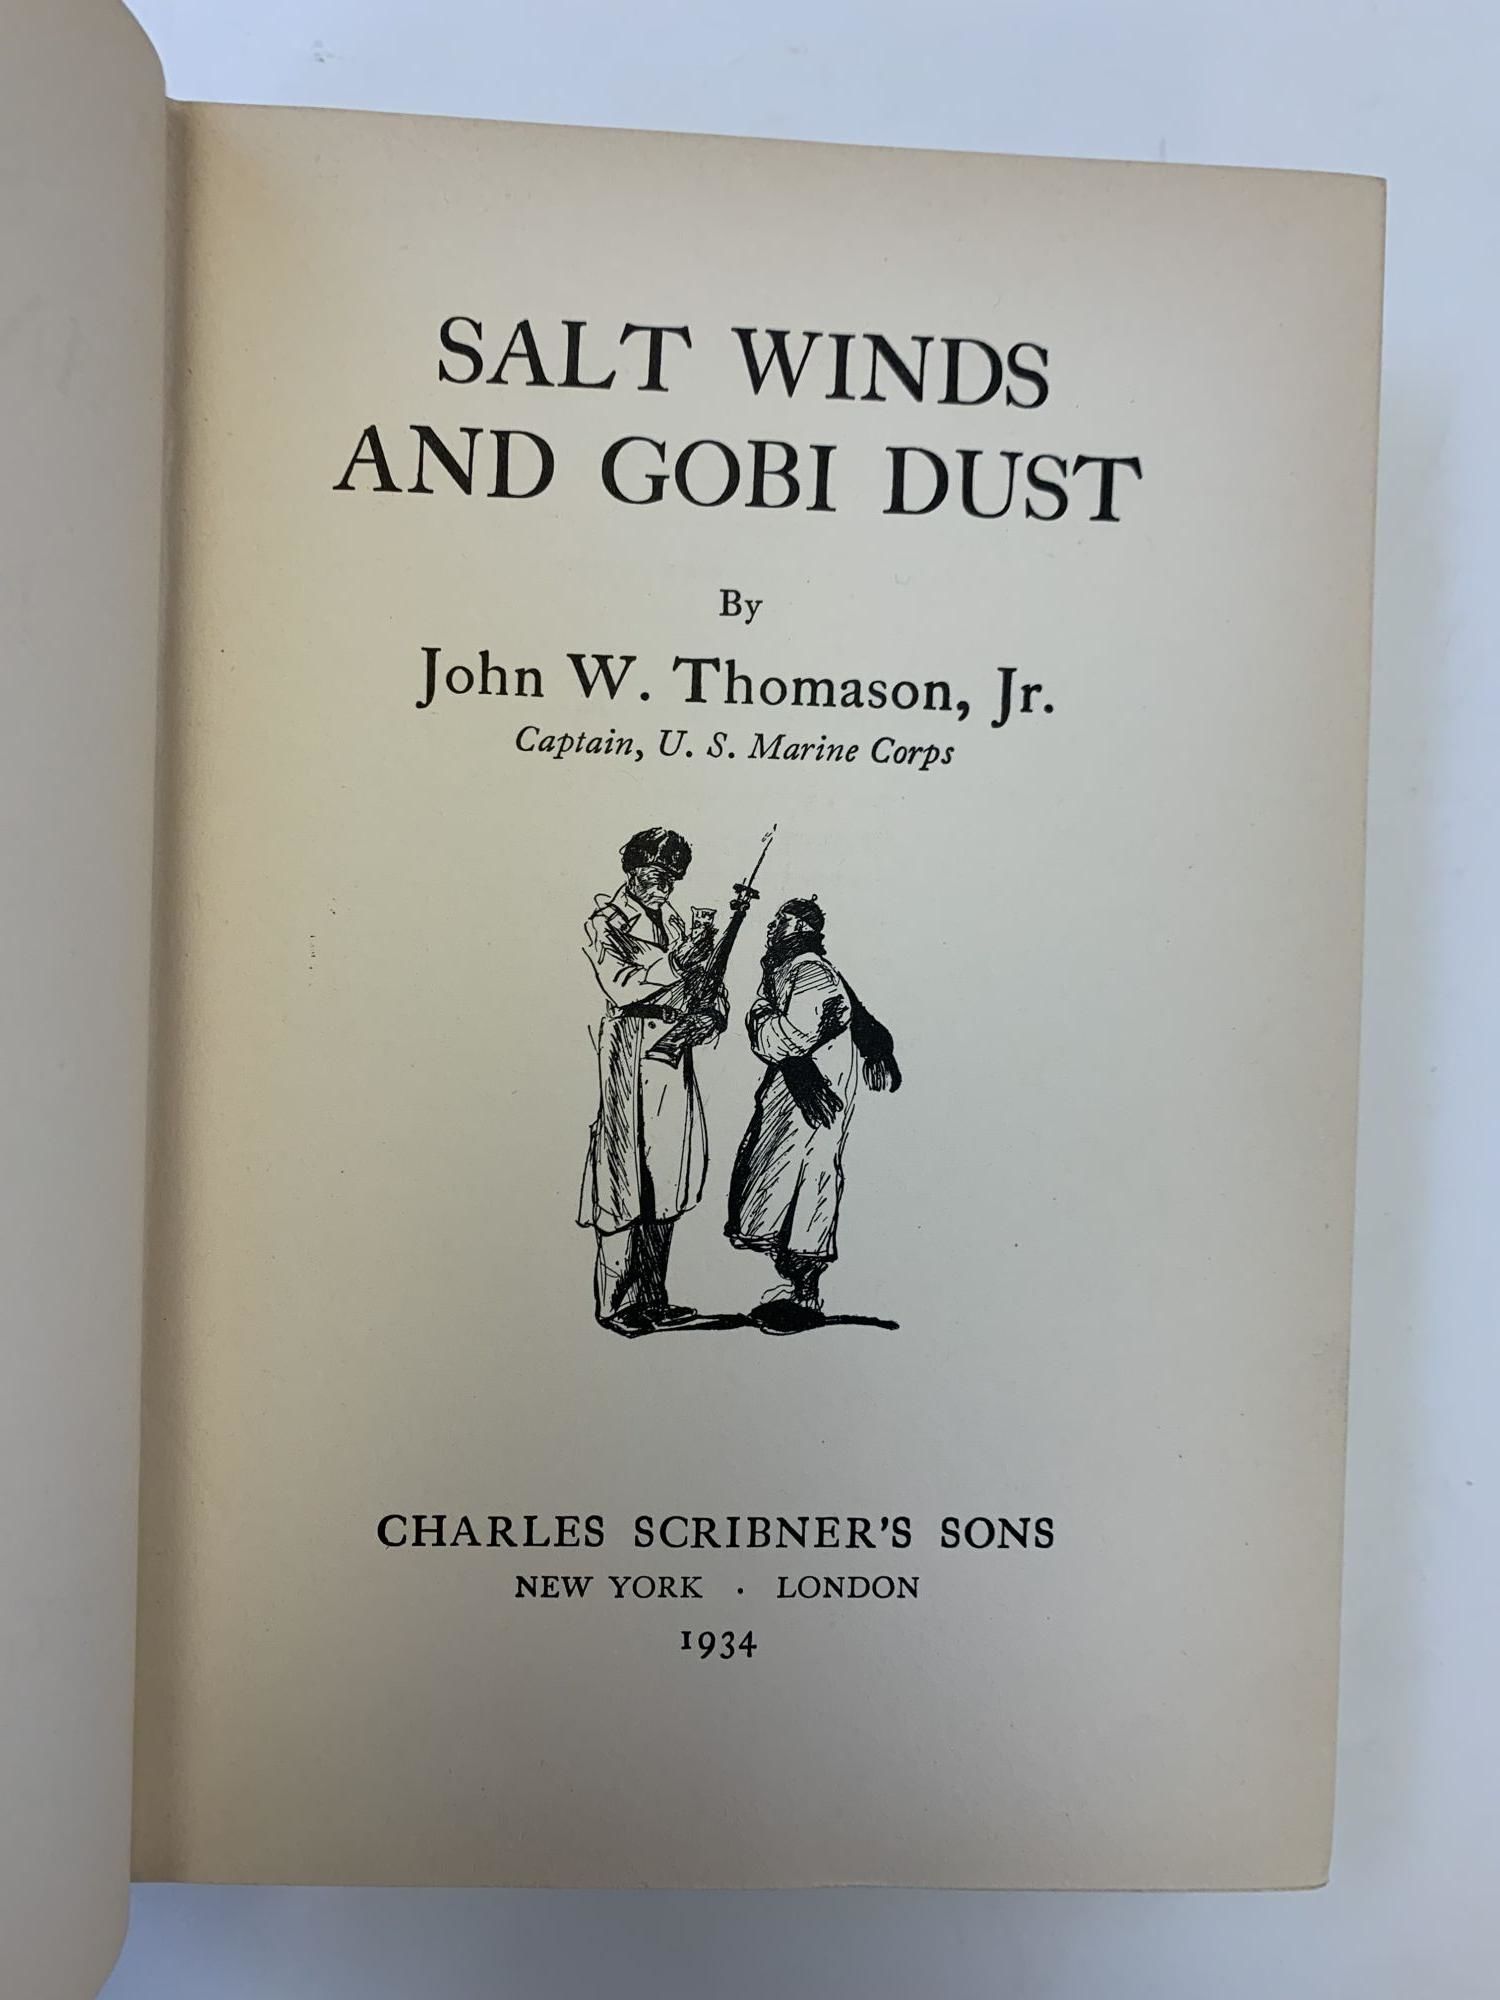 SALT WINDS
AND GOBI DUST
By
John W. Thomason, Jr.
Captain, U. S. Marine Corps
CHARLES SCRIBNER'S SONS
NEW YORK · LONDON
1934